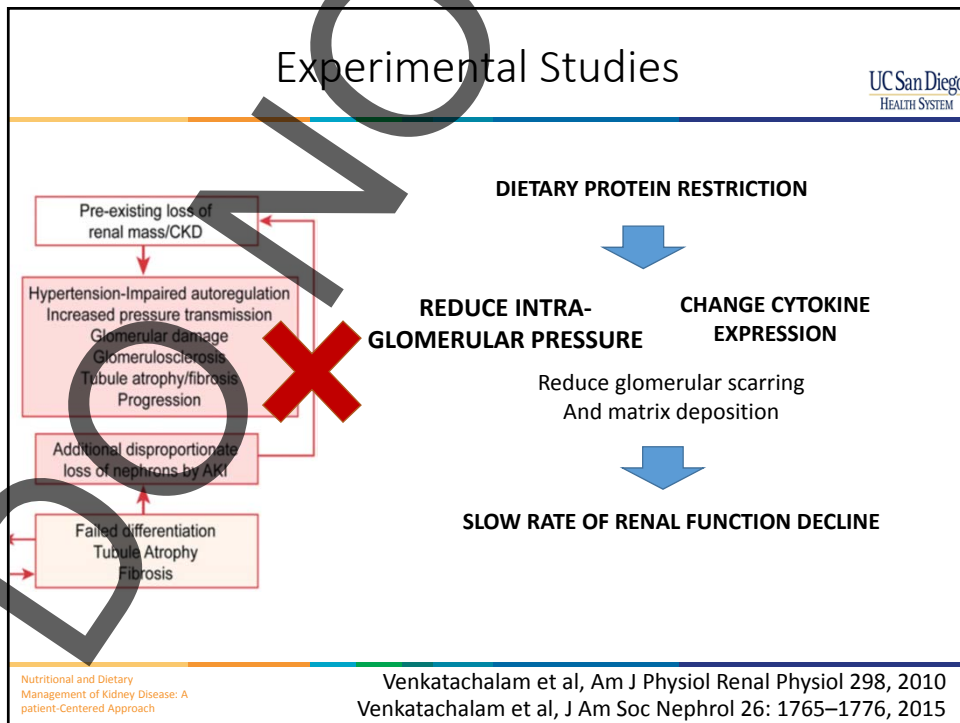 Experimental Studies
UC San Diego
HEALTH SYSTEM
Pre-existing loss of
renal mass/CKD
Hypertension-Impaired autoregulation
Increased pressure transmission
Glomerular damage
Glomerulosclerosis
Tubule atrophy/fibrosis
Progression
Additional disproportionate
loss of nephrons by AKI
Failed differentiation
Tubule Atrophy
Fibrosis
DIETARY PROTEIN RESTRICTION
REDUCE INTRA-
GLOMERULAR PRESSURE
CHANGE CYTOKINE
EXPRESSION
Reduce glomerular scarring
And matrix deposition
SLOW RATE OF RENAL FUNCTION DECLINE
DO NO
Nutritional and Dietary
Management of Kidney Disease: A
patient-Centered Approach
Venkatachalam et al, Am J Physiol Renal Physiol 298, 2010
Venkatachalam et al, J Am Soc Nephrol 26: 1765–1776, 2015